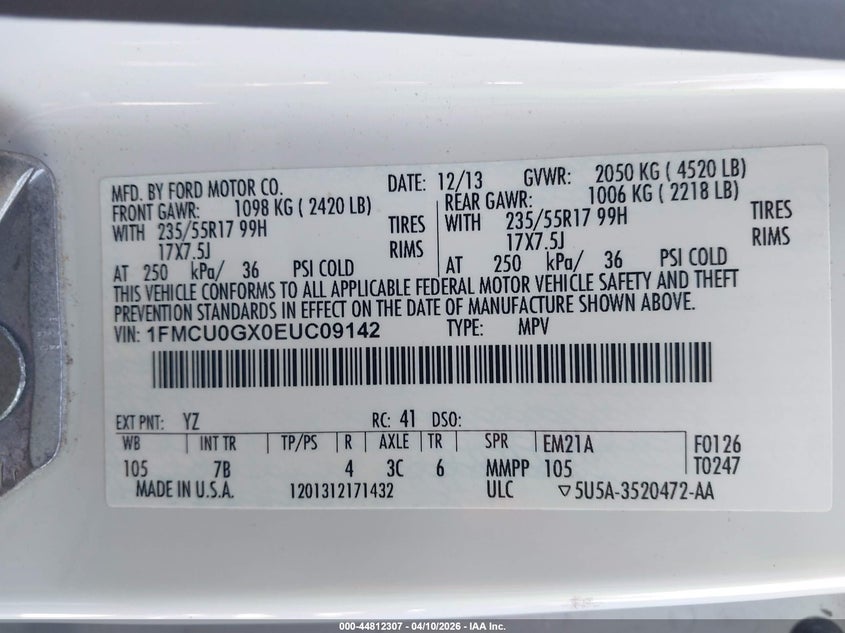 MFD. BY FORD MOTOR CO. DATE: 12/13 GVWR: 2050 KG ( 4520 LB)
FRONT GAWR: 1098 KG ( 2420 LB) REAR GAWR: 1006 KG ( 2218 LB)
WITH 235/55R17 99H TIRES WITH 235/55R17 99H TIRES
17X7.5J RIMS 17X7.5J RIMS
AT 250 kPa/ 36 PSI COLD AT 250 kPa/ 36 PSI COLD
THIS VEHICLE CONFORMS TO ALL APPLICABLE FEDERAL MOTOR VEHICLE SAFETY AND THEFT
PREVENTION STANDARDS IN EFFECT ON THE DATE OF MANUFACTURE SHOWN ABOVE.
VIN: 1FMCU0GX0EUC09142 TYPE: MPV
EXT PNT: YZ RC: 41 DSO:
WB INT TR TP/PS R AXLE TR SPR EM21A F0126
105 7B 4 3C 6 MMPP 105 T0247
MADE IN U.S.A. 1201312171432 ULC ▽5U5A-3520472-AA
000-44812307 - 04/10/2026 - IAA Inc.